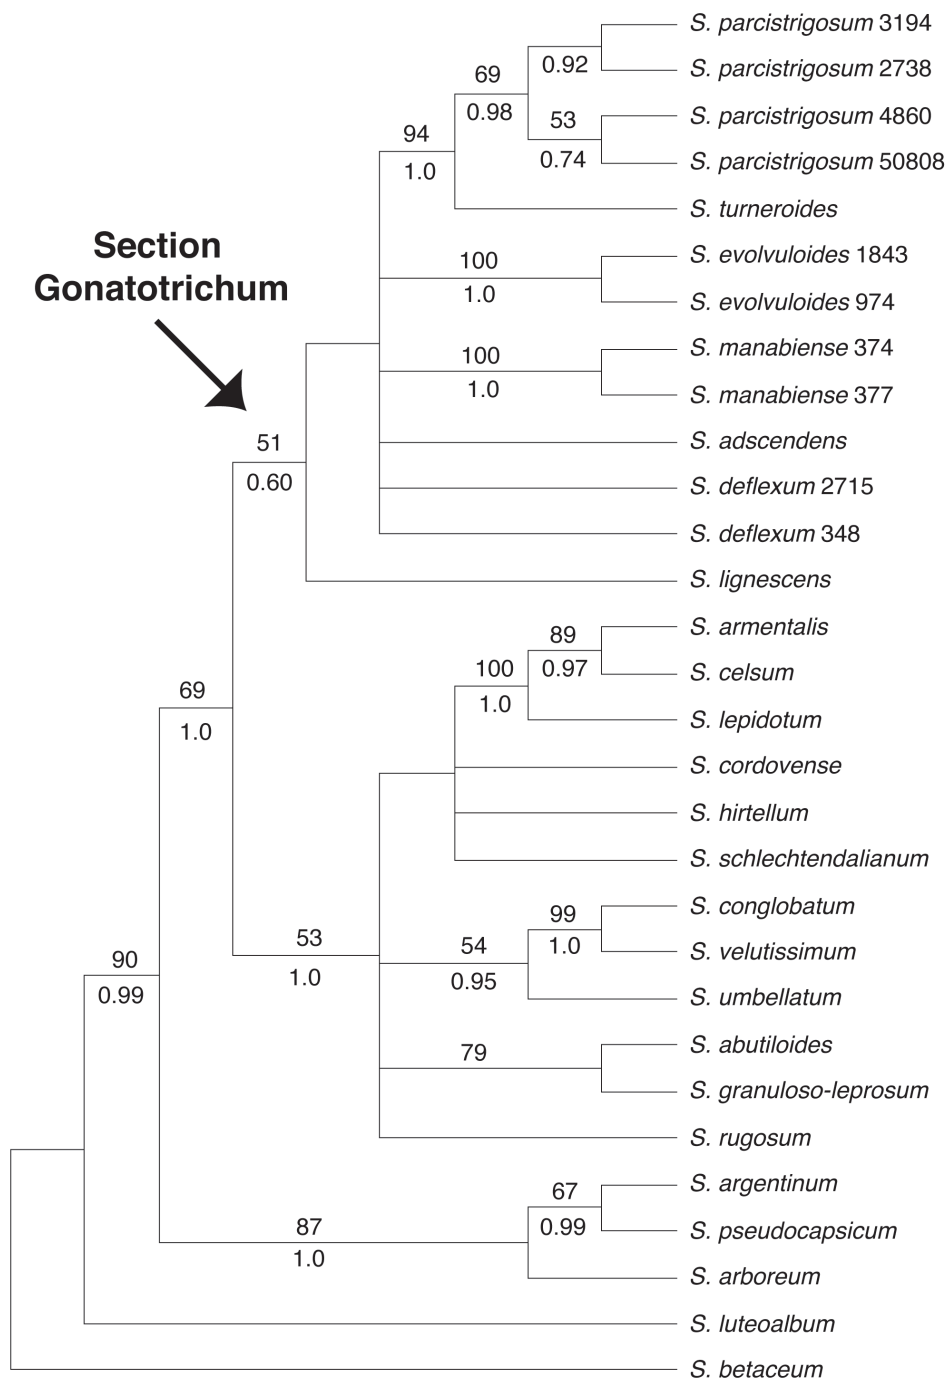 S. parcistrigosum 3194
69
0.92
S. parcistrigosum 2738
0.98
53
S. parcistrigosum 4860
94
0.74
S. parcistrigosum 50808
1.0
S. turneroides
Section
Gonatotrichum
100
S. evolvuloides 1843
1.0
S. evolvuloides 974
100
S. manabiense 374
1.0
S. manabiense 377
51
S. adscendens
0.60
S. deflexum 2715
S. deflexum 348
S. lignescens
89
S. armentalis
100
0.97
S. celsum
69
1.0
S. lepidotum
1.0
S. cordovense
S. hirtellum
S. schlechtendalianum
99
S. conglobatum
53
54
1.0
S. velutissimum
90
1.0
0.95
0.99
S. umbellatum
79
S. abutiloides
S. granuloso-leprosum
S. rugosum
67
S. argentinum
87
0.99
S. pseudocapsicum
1.0
S. arboreum
S. luteoalbum
S. betaceum